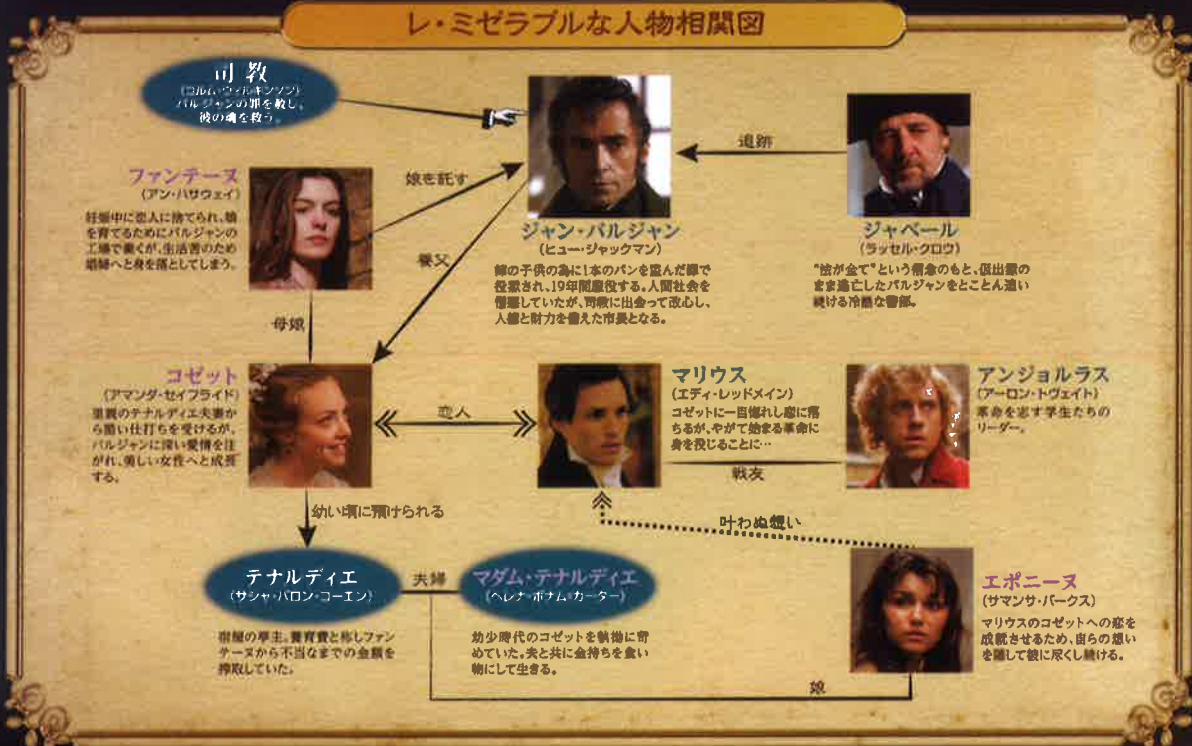 レ・ミゼラブルな人物相関図
司教
(コルム・ウィルキンソン)
バルジャンの罪を赦し、
彼の魂を救う。
ファンテーヌ
(アン・ハサウェイ)
妊娠中に恋人に捨てられ、娘
を育てるためにバルジャンの
工場で働くが、生活苦のため
娼婦へと身を落としてしまう。
娘を託す
養父
母娘
ジャン・バルジャン
(ヒュー・ジャックマン)
姉の子供の為に1本のパンを盗んだ罪で
投獄され、19年間服役する。人間社会を
憎悪していたが、司教に出会って改心し、
人徳と財力を備えた市長となる。
追跡
ジャベール
(ラッセル・クロウ)
“法が全て”という信念のもと、仮出獄の
まま逃亡したバルジャンをとことん追い
続ける冷酷な警部。
コゼット
(アマンダ・セイフライド)
里親のテナルディエ夫妻か
ら酷い仕打ちを受けるが、
バルジャンに深い愛情を注
がれ、美しい女性へと成長
する。
恋人
マリウス
(エディ・レッドメイン)
コゼットに一目惚れし恋に落
ちるが、やがて始まる革命に
身を投じることに…
戦友
アンジョルラス
(アーロン・トヴェイト)
革命を志す学生たちの
リーダー。
幼い頃に預けられる
叶わぬ想い
テナルディエ
(サシャ・バロン・コーエン)
宿屋の亭主。養育費と称しファン
テーヌから不当なまでの金額を
搾取していた。
夫婦
マダム・テナルディエ
(ヘレナ・ボナム=カーター)
幼少時代のコゼットを執拗に苛
めていた。夫と共に金持ちを食い
物にして生きる。
エポニーヌ
(サマンサ・バークス)
マリウスのコゼットへの恋を
成就させるため、自らの想い
を隠して彼に尽くし続ける。
娘